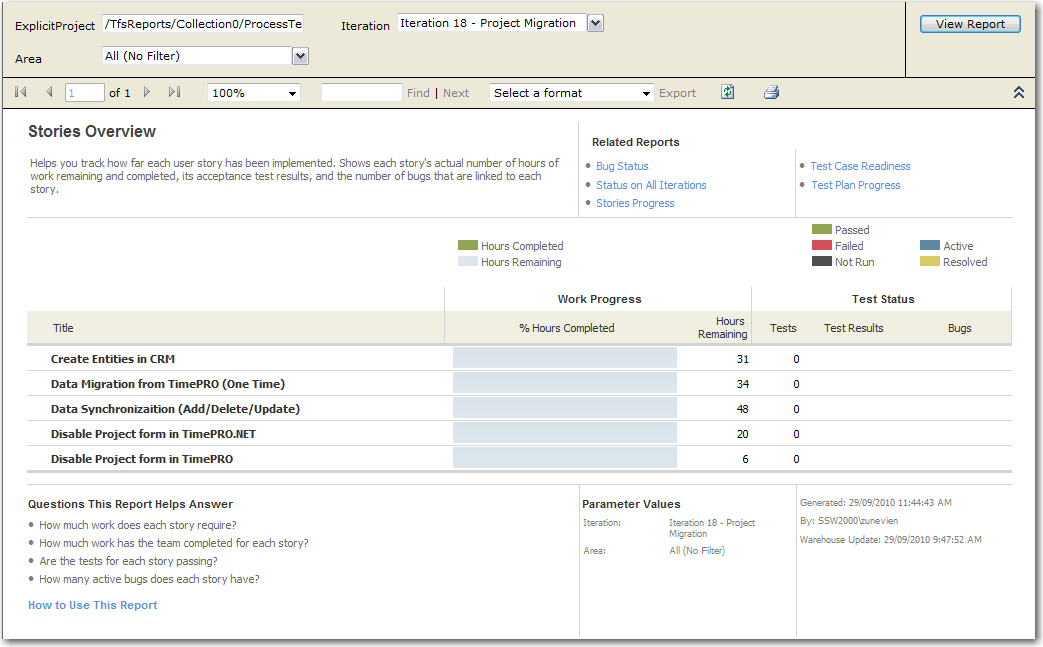 ExplicitProject /TfsReports/Collection0/ProcessTe Iteration Iteration 18 - Project Migration View Report
Area All (No Filter)
1 of 1 100% Find | Next Select a format Export
Stories Overview
Helps you track how far each user story has been implemented. Shows each story's actual number of hours of
work remaining and completed, its acceptance test results, and the number of bugs that are linked to each
story.
Related Reports
• Bug Status
• Status on All Iterations
• Stories Progress
• Test Case Readiness
• Test Plan Progress
Hours Completed
Hours Remaining
Passed
Failed
Not Run
Active
Resolved
Work Progress Test Status
Title % Hours Completed Hours
Remaining Tests Test Results Bugs
Create Entities in CRM 31 0
Data Migration from TimePRO (One Time) 34 0
Data Synchronizaition (Add/Delete/Update) 48 0
Disable Project form in TimePRO.NET 20 0
Disable Project form in TimePRO 6 0
Questions This Report Helps Answer
• How much work does each story require?
• How much work has the team completed for each story?
• Are the tests for each story passing?
• How many active bugs does each story have?
How to Use This Report
Parameter Values
Iteration: Iteration 18 - Project
Migration
Area: All (No Filter)
Generated: 29/09/2010 11:44:43 AM
By: SSW2000\zunevien
Warehouse Update: 29/09/2010 9:47:52 AM